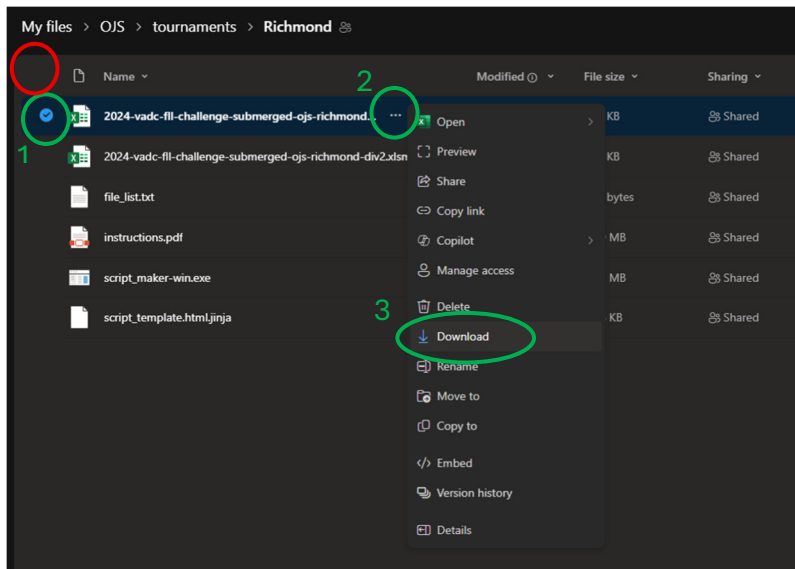 My files > OJS > tournaments > Richmond
Name Modified File size Sharing
2
1
2024-vadc-fll-challenge-submerged-ojs-richmond... ··· KB Shared
Open >
2024-vadc-fll-challenge-submerged-ojs-richmond-div2.xlsm KB Shared
Preview
Share
file_list.txt bytes Shared
Copy link
instructions.pdf MB Shared
Copilot >
Manage access
script_maker-win.exe MB Shared
Delete
3
script_template.html.jinja KB Shared
Download
Rename
Move to
Copy to
</> Embed
Version history
Details